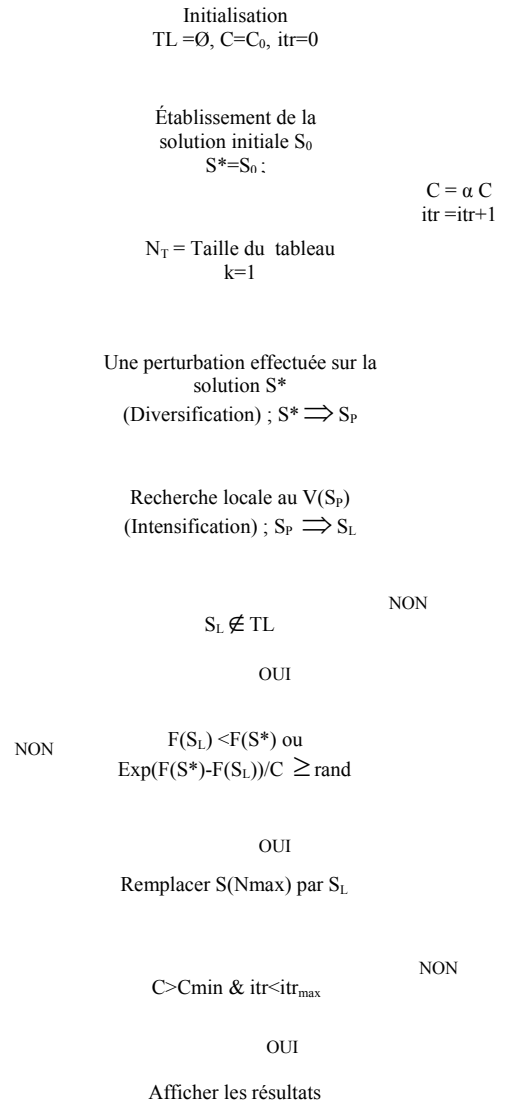 Initialisation
TL =Ø, C=C₀, itr=0
Établissement de la
solution initiale S₀
S*=S₀ ;
C = α C
itr =itr+1
N_T = Taille du tableau
k=1
Une perturbation effectuée sur la
solution S*
(Diversification) ; S* ⟹ S_P
Recherche locale au V(S_P)
(Intensification) ; S_P ⟹ S_L
NON
S_L ∉ TL
OUI
NON
F(S_L) <F(S*) ou
Exp(F(S*)-F(S_L))/C ≥ rand
OUI
Remplacer S(Nmax) par S_L
NON
C>Cmin & itr<itr_max
OUI
Afficher les résultats